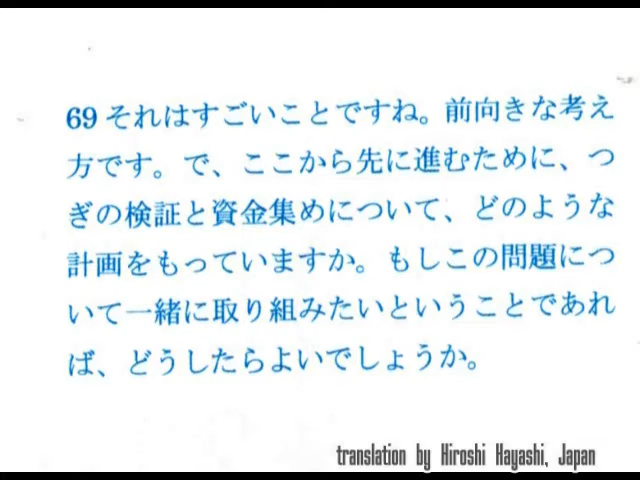 69 それはすごいことですね。前向きな考え
方です。で、ここから先に進むために、つ
ぎの検証と資金集めについて、どのような
計画をもっていますか。もしこの問題につ
いて一緒に取り組みたいということであれ
ば、どうしたらよいでしょうか。
translation by Hiroshi Hayashi, Japan